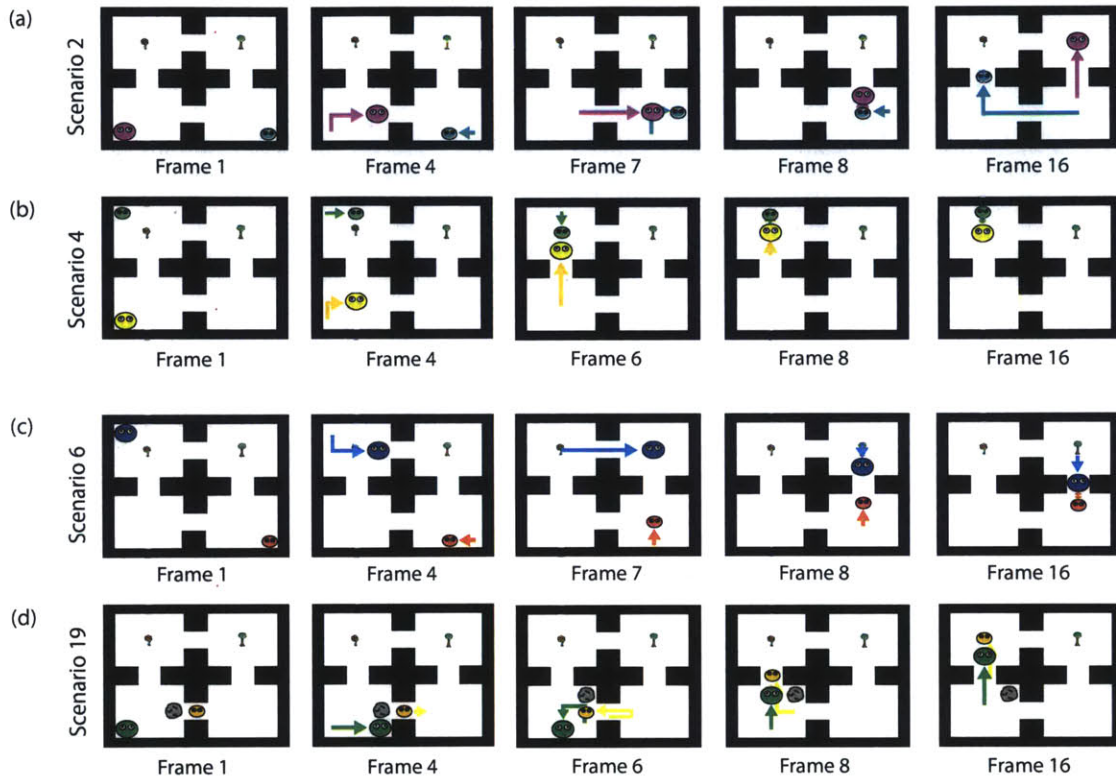 (a)
Scenario 2
Frame 1 Frame 4 Frame 7 Frame 8 Frame 16
(b)
Scenario 4
Frame 1 Frame 4 Frame 6 Frame 8 Frame 16
(c)
Scenario 6
Frame 1 Frame 4 Frame 7 Frame 8 Frame 16
(d)
Scenario 19
Frame 1 Frame 4 Frame 6 Frame 8 Frame 16